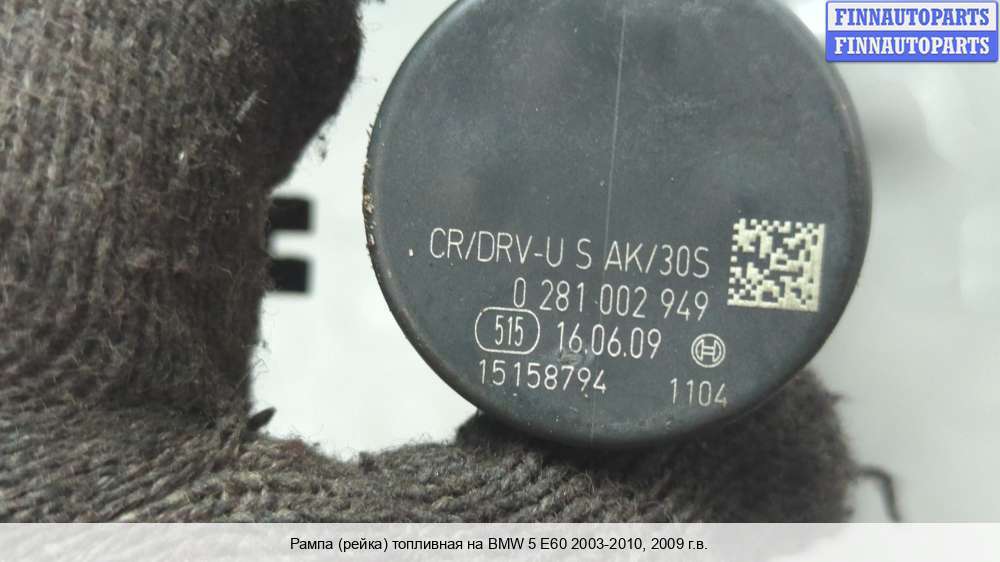 FINNAUTOPARTS
FINNAUTOPARTS
CR/DRV-U S AK/30S
0 281 002 949
515 16.06.09
15158794 1104
Рампа (рейка) топливная на BMW 5 E60 2003-2010, 2009 г.в.